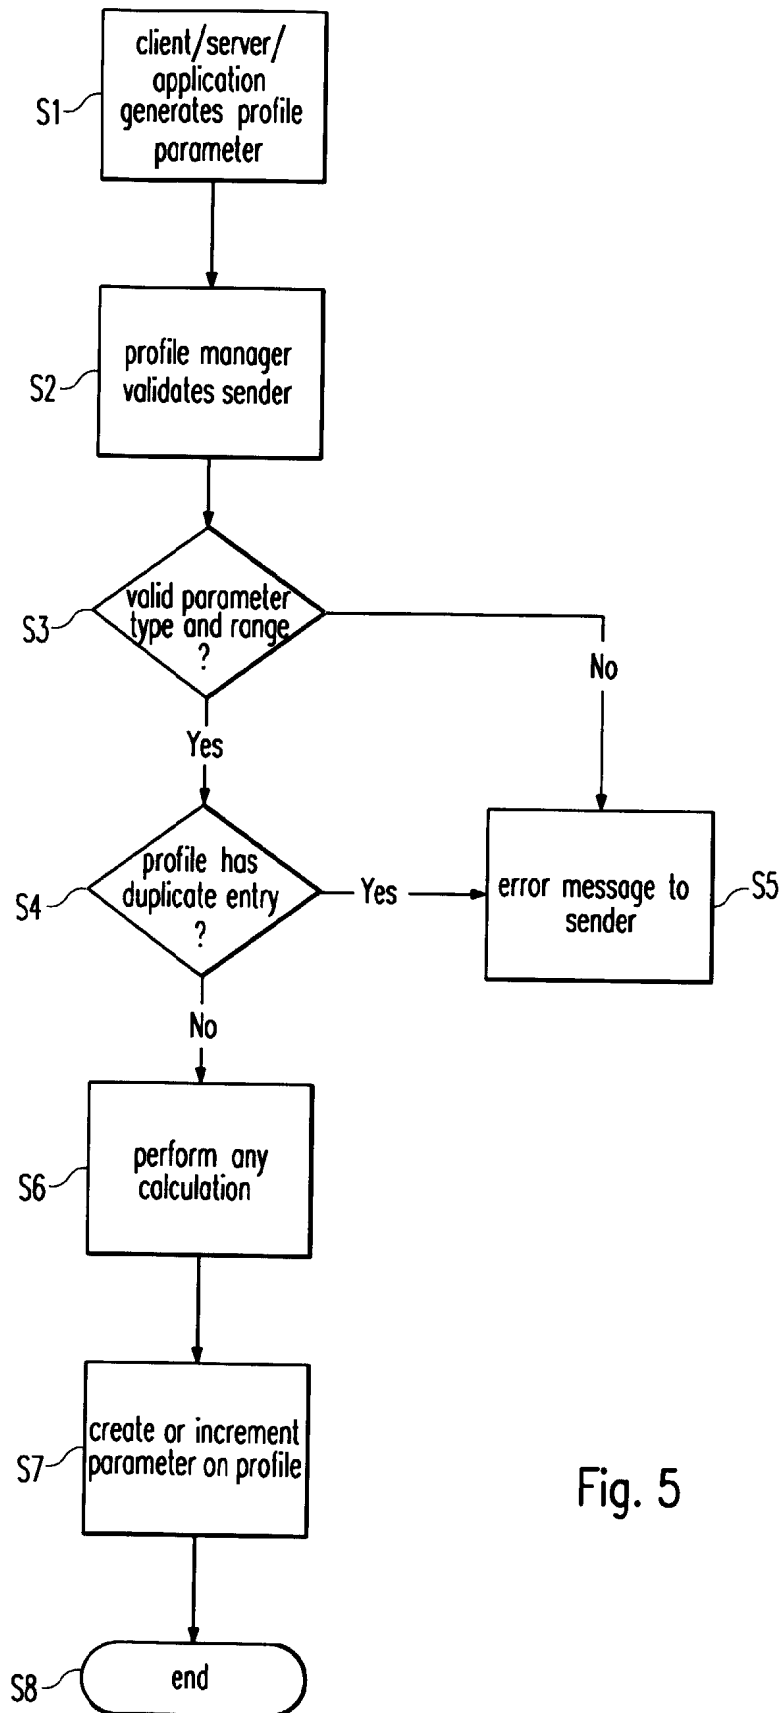 client/server/
application
generates profile
parameter
S1
profile manager
validates sender
S2
valid parameter
type and range
?
S3
No
Yes
profile has
duplicate entry
?
S4
Yes
error message to
sender
S5
No
perform any
calculation
S6
create or increment
parameter on profile
S7
Fig. 5
end
S8